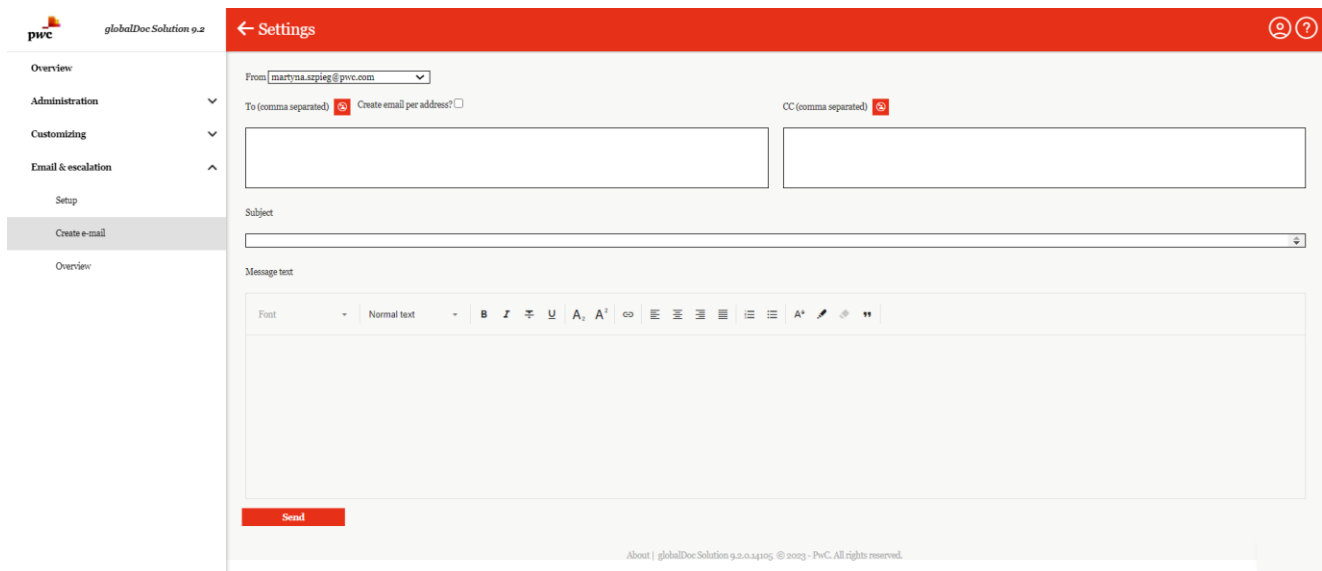 pwc globalDoc Solution 9.2 Settings
Overview
Administration
Customizing
Email & escalation
Setup
Create e-mail
Overview
From martyna.szpieg@pwc.com
To (comma separated) Create email per address? CC (comma separated)
Subject
Message text
Font Normal text B I T U A₂ A² A
Send
About | globalDoc Solution 9.2.0.14105 © 2023 - PwC. All rights reserved.